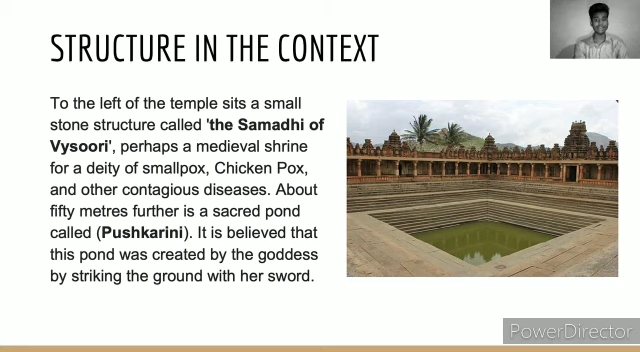 STRUCTURE IN THE CONTEXT
To the left of the temple sits a small
stone structure called 'the Samadhi of
Vysoori', perhaps a medieval shrine
for a deity of smallpox, Chicken Pox,
and other contagious diseases. About
fifty metres further is a sacred pond
called (Pushkarini). It is believed that
this pond was created by the goddess
by striking the ground with her sword.
PowerDirector